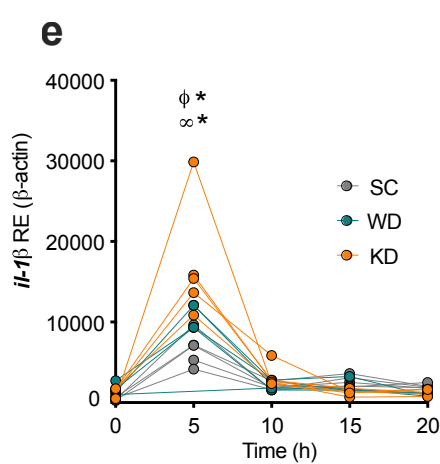 e
40000
ϕ *
∞ *
30000
SC
WD
20000
KD
10000
0
0 5 10 15 20
Time (h)
il-1β RE (β-actin)